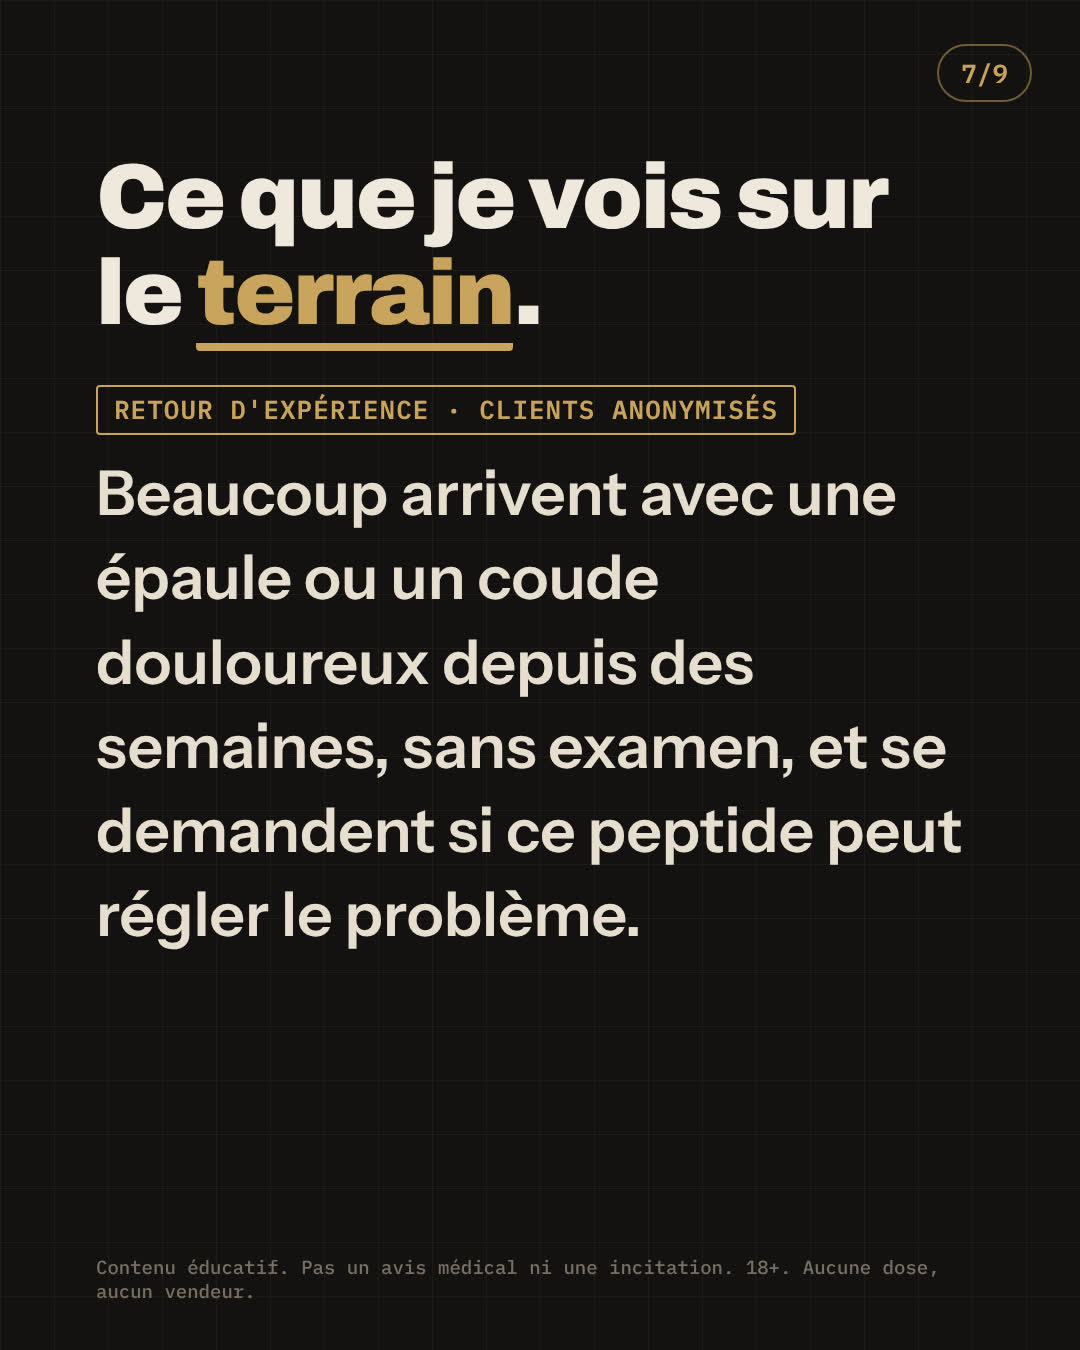 7/9
Ce que je vois sur
le terrain.
RETOUR D'EXPÉRIENCE · CLIENTS ANONYMISÉS
Beaucoup arrivent avec une
épaule ou un coude
douloureux depuis des
semaines, sans examen, et se
demandent si ce peptide peut
régler le problème.
Contenu éducatif. Pas un avis médical ni une incitation. 18+. Aucune dose,
aucun vendeur.